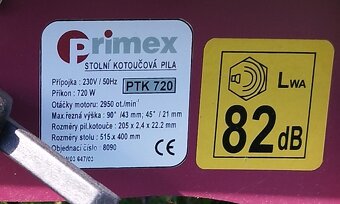 Primex
STOLNÍ KOTOUČOVÁ PILA
Přípojka : 230V / 50Hz
Příkon : 720 W
PTK 720
Otáčky motoru: 2950 ot./min
Max.řezná výška : 90° /43 mm; 45° / 21 mm
Rozměry pil.kotouče : 205 x 2,4 x 22.2 mm
Rozměry stolu : 515.x 400 mm
Objednací číslo : 8090
CE
LWA
82 dB